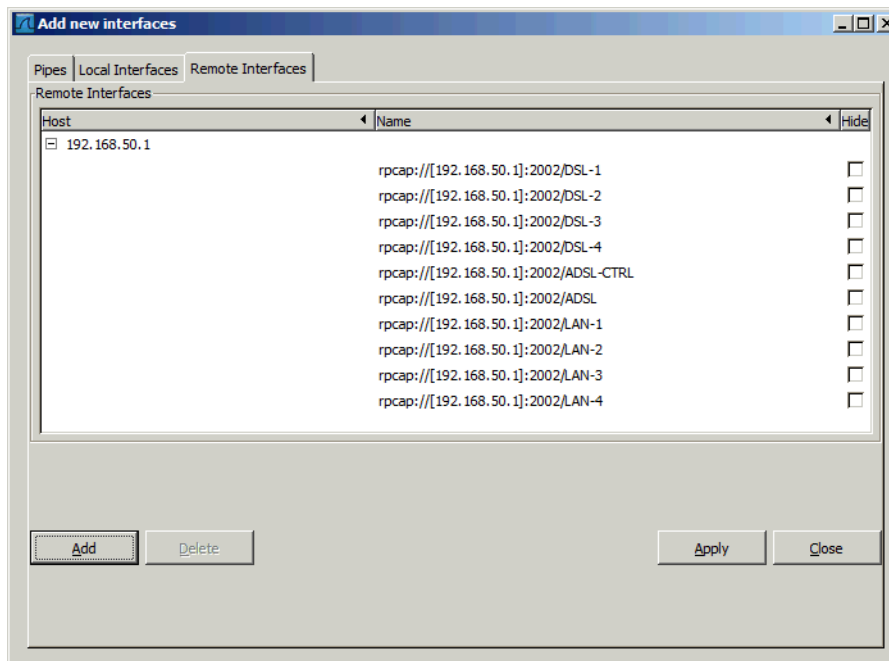 Add new interfaces
Pipes Local Interfaces Remote Interfaces
Remote Interfaces
Host Name Hide
192.168.50.1
rpcap://[192.168.50.1]:2002/DSL-1
rpcap://[192.168.50.1]:2002/DSL-2
rpcap://[192.168.50.1]:2002/DSL-3
rpcap://[192.168.50.1]:2002/DSL-4
rpcap://[192.168.50.1]:2002/ADSL-CTRL
rpcap://[192.168.50.1]:2002/ADSL
rpcap://[192.168.50.1]:2002/LAN-1
rpcap://[192.168.50.1]:2002/LAN-2
rpcap://[192.168.50.1]:2002/LAN-3
rpcap://[192.168.50.1]:2002/LAN-4
Add Delete Apply Close